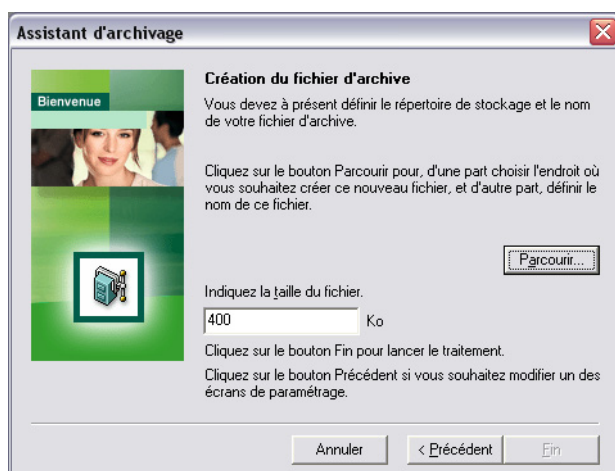 Assistant d'archivage
Bienvenue
Création du fichier d'archive
Vous devez à présent définir le répertoire de stockage et le nom
de votre fichier d'archive.
Cliquez sur le bouton Parcourir pour, d'une part choisir l'endroit où
vous souhaitez créer ce nouveau fichier, et d'autre part, définir le
nom de ce fichier.
Parcourir...
Indiquez la taille du fichier.
400 Ko
Cliquez sur le bouton Fin pour lancer le traitement.
Cliquez sur le bouton Précédent si vous souhaitez modifier un des
écrans de paramétrage.
Annuler < Précédent Fin